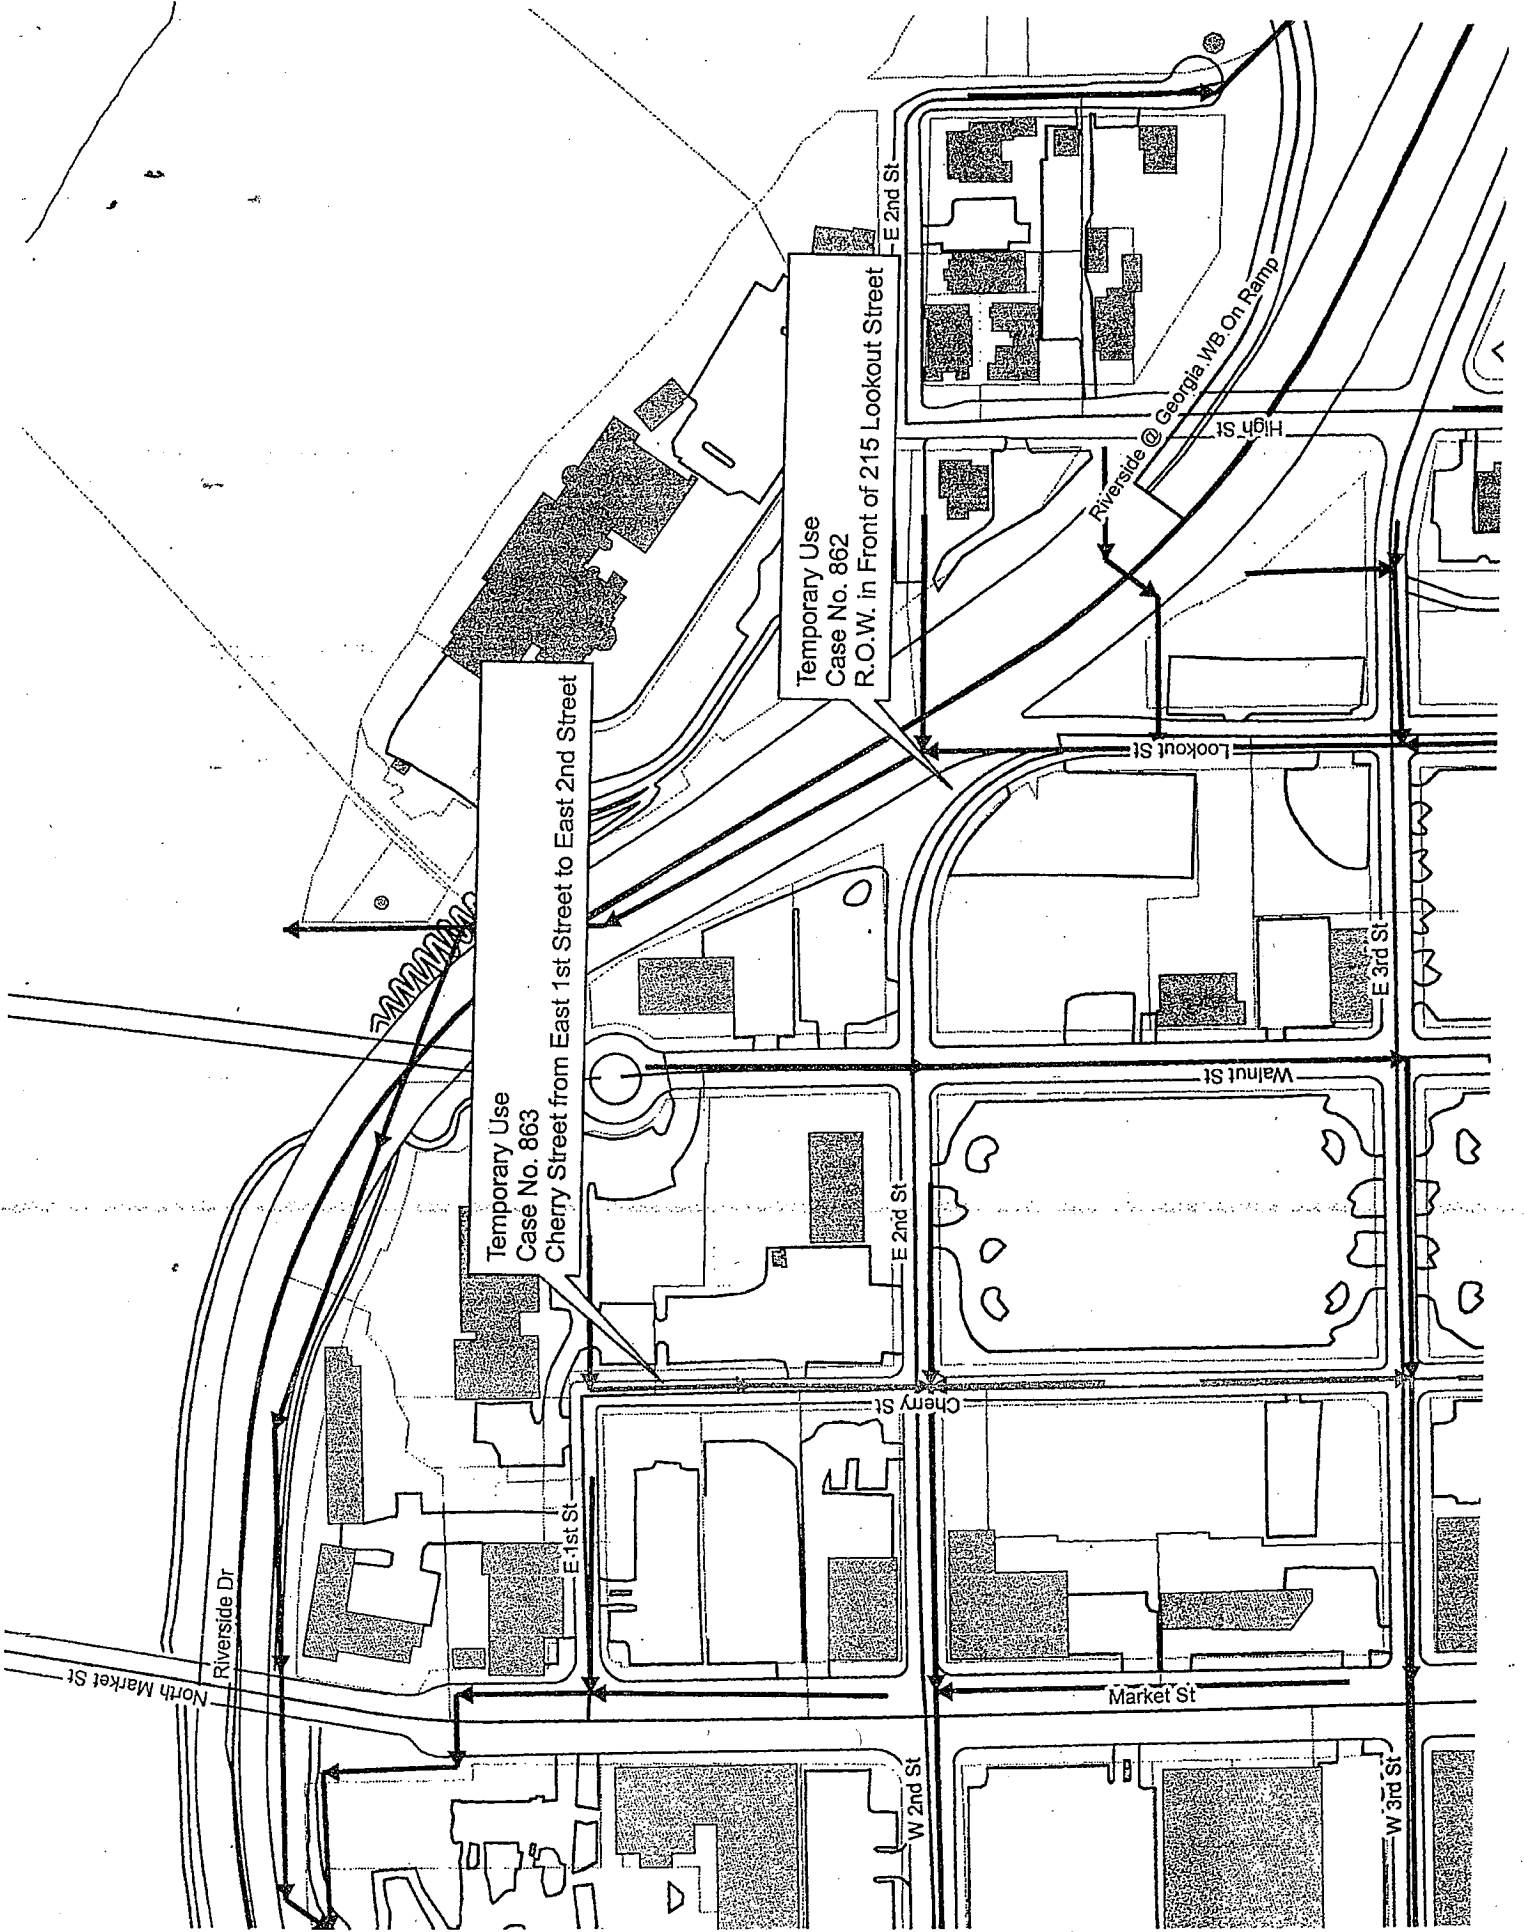 Temporary Use
Case No. 863
Cherry Street from East 1st Street to East 2nd Street
Temporary Use
Case No. 862
R.O.W. in Front of 215 Lookout Street
North Market St
Riverside Dr
E 1st St
E 2nd St
E 2nd St
Riverside @ Georgia WB On Ramp
High St
Lookout St
Walnut St
E 3rd St
Cherry St
Market St
W 2nd St
W 3rd St